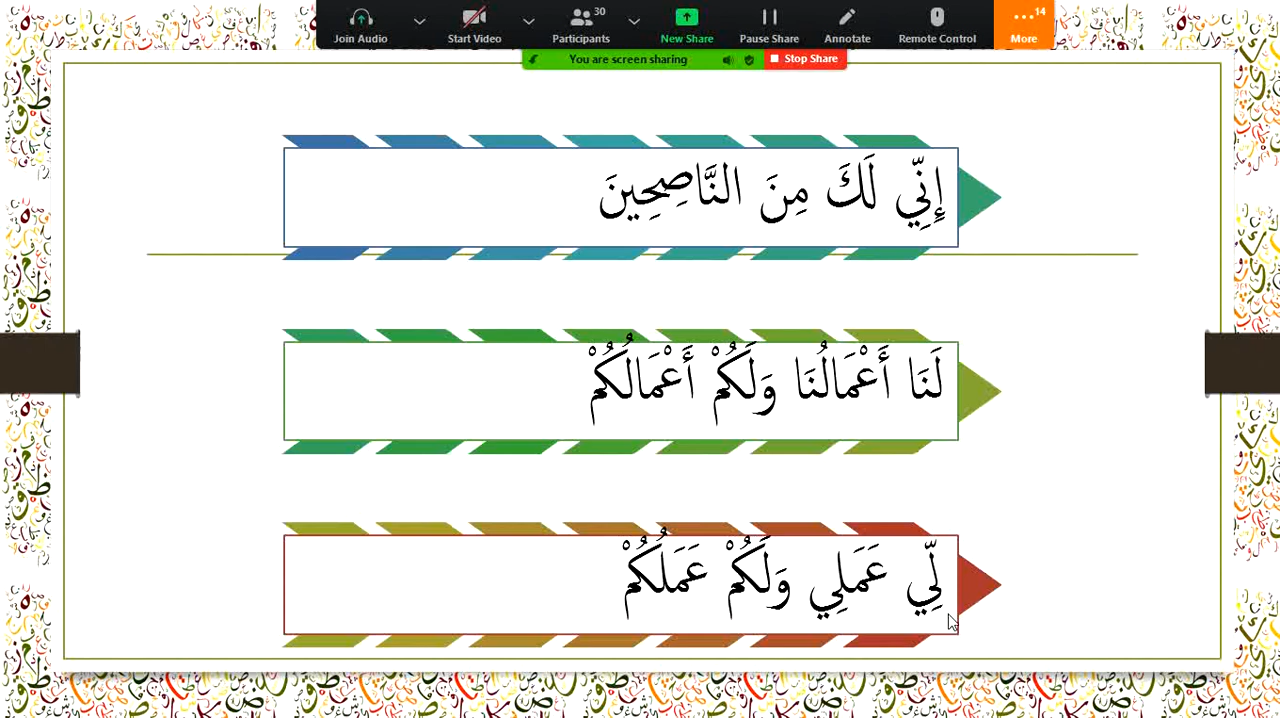 30
14
Join Audio
Start Video
Participants
New Share
Pause Share
Annotate
Remote Control
More
You are screen sharing
Stop Share
إِنِّي لَكَ مِنَ النَّاصِحِينَ
لَنَا أَعْمَالُنَا وَلَكُمْ أَعْمَالُكُمْ
لِّي عَمَلِي وَلَكُمْ عَمَلُكُمْ